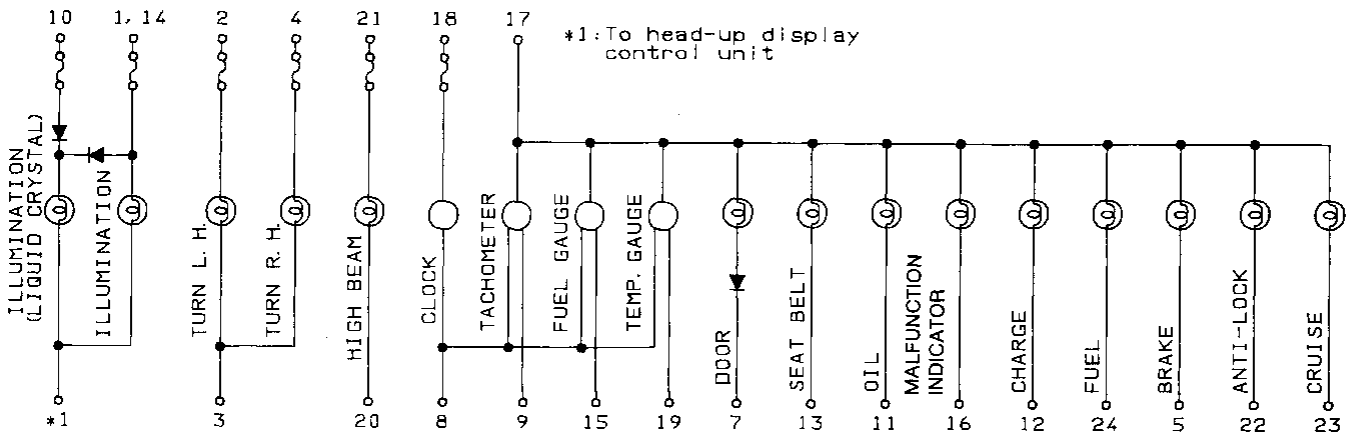 10 1, 14 2 4 21 18 17
*1:To head-up display
control unit
ILLUMINATION
(LIQUID CRYSTAL)
ILLUMINATION
TURN L. H.
TURN R. H.
HIGH BEAM
CLOCK
TACHOMETER
FUEL GAUGE
TEMP. GAUGE
DOOR
SEAT BELT
OIL
MALFUNCTION
INDICATOR
CHARGE
FUEL
BRAKE
ANTI-LOCK
CRUISE
*1 3 20 8 9 15 19 7 13 11 16 12 24 5 22 23